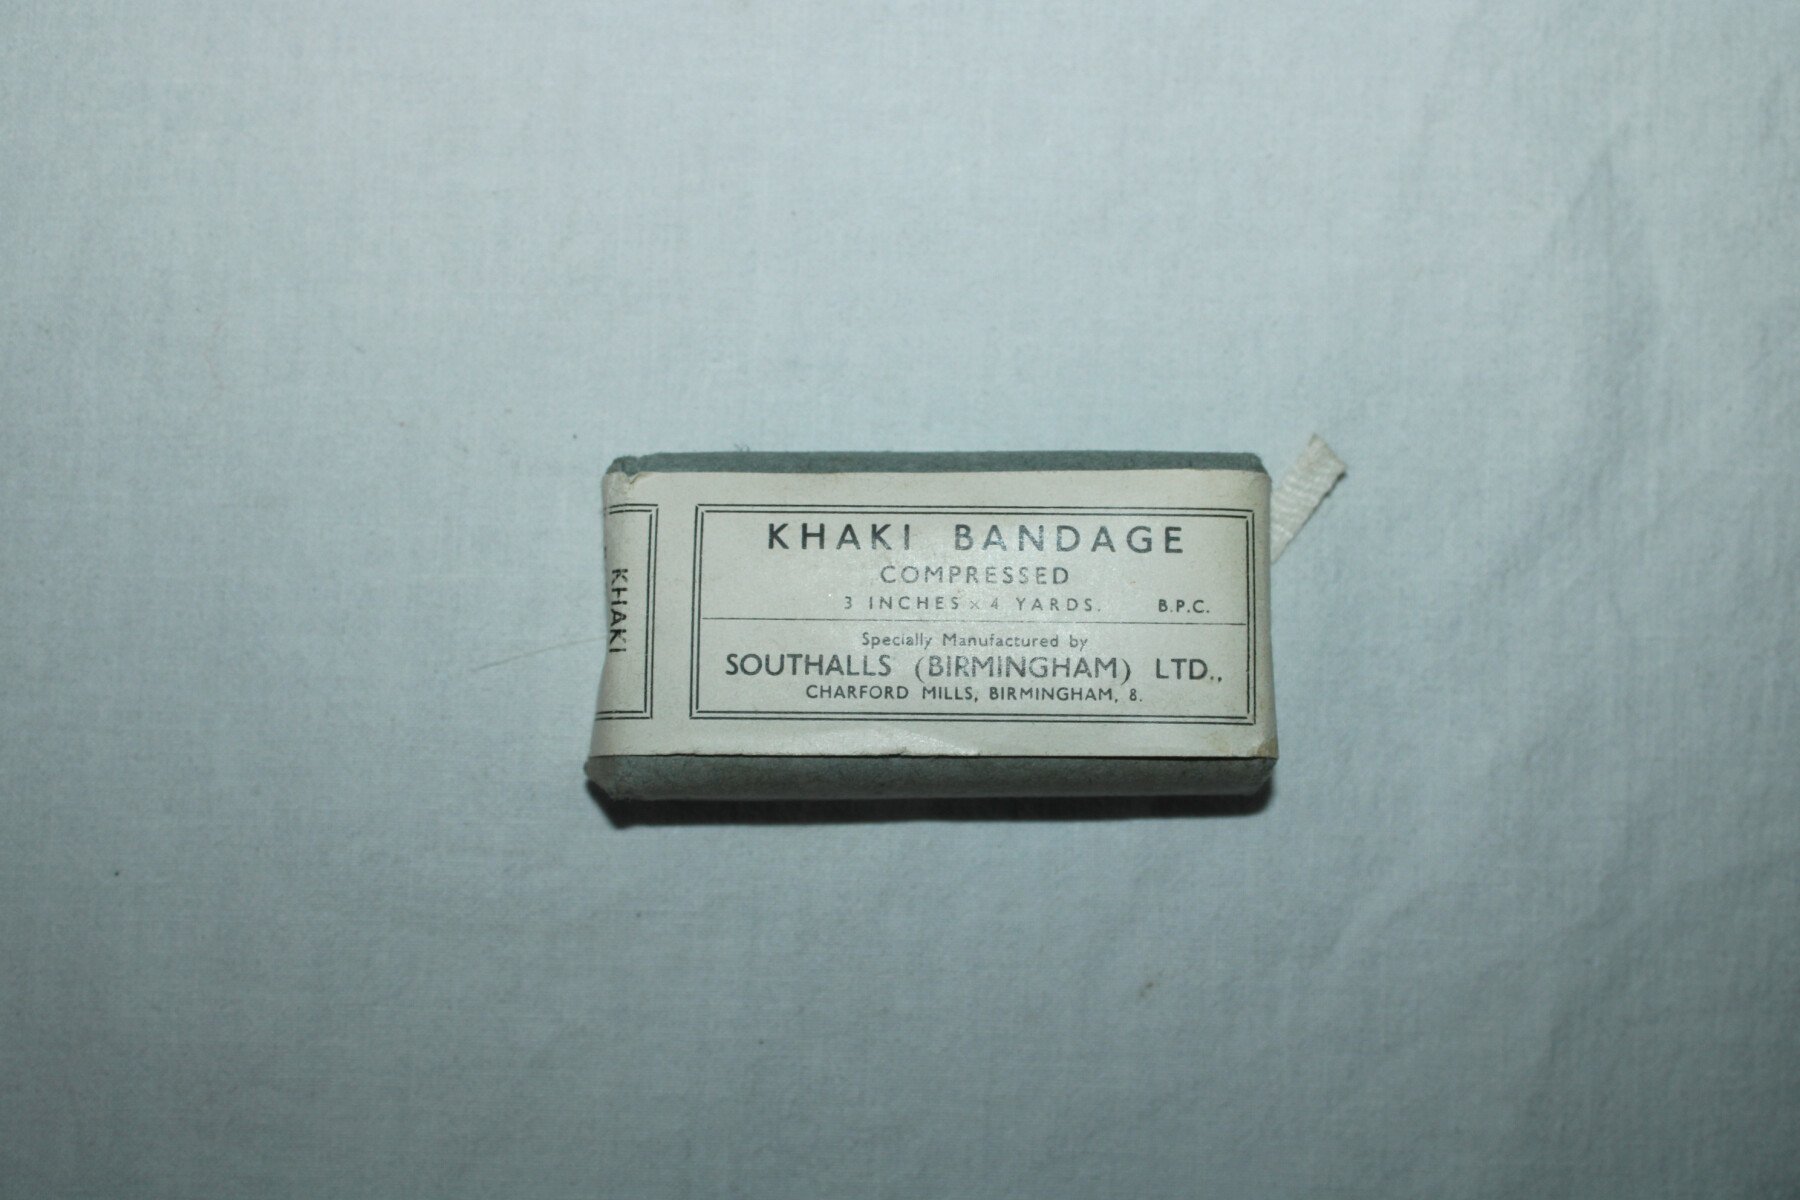 KHAKI BANDAGE
COMPRESSED
3 INCHES x 4 YARDS. B.P.C.
Specially Manufactured by
SOUTHALLS (BIRMINGHAM) LTD.,
CHARFORD MILLS, BIRMINGHAM, 8.
KHAKI